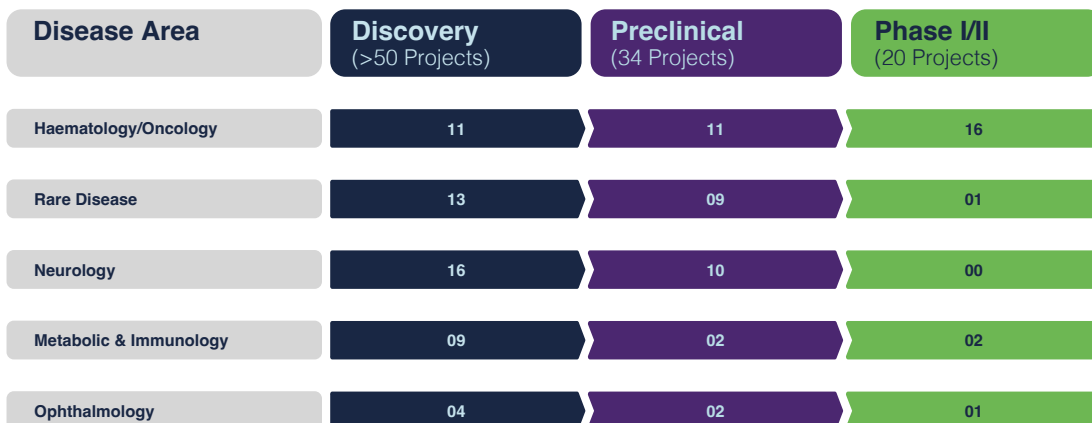 Disease Area
Discovery
(>50 Projects)
Preclinical
(34 Projects)
Phase I/II
(20 Projects)
Haematology/Oncology 11 11 16
Rare Disease 13 09 01
Neurology 16 10 00
Metabolic & Immunology 09 02 02
Ophthalmology 04 02 01